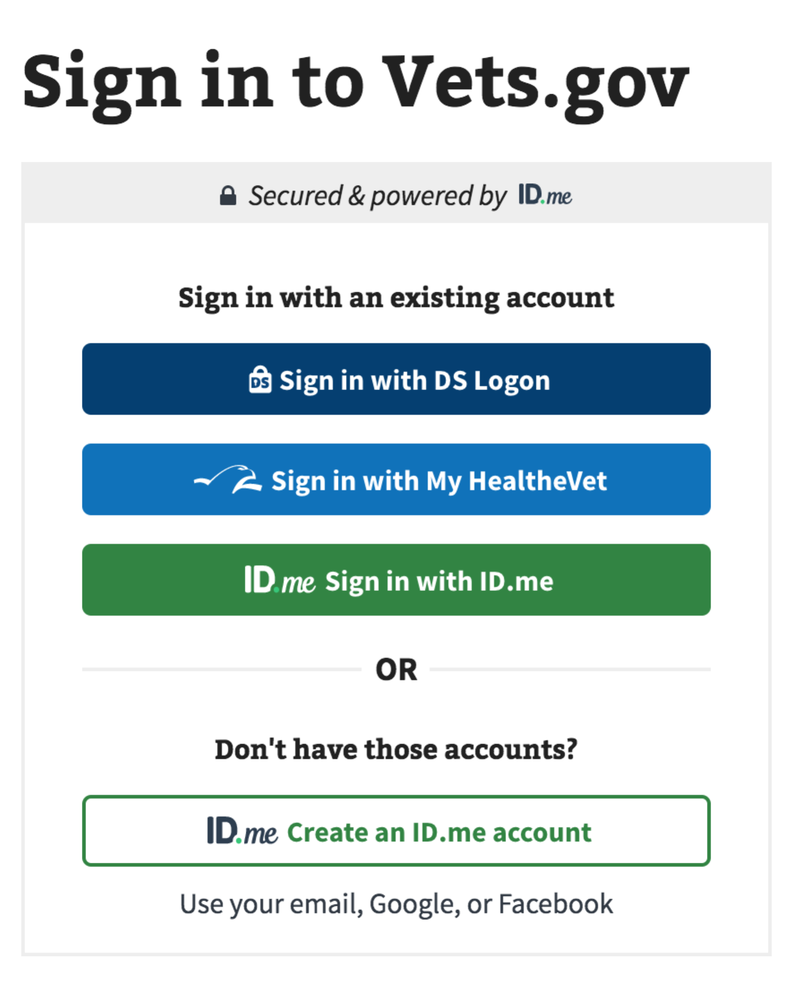 Sign in to Vets.gov
Secured & powered by ID.me
Sign in with an existing account
DS Sign in with DS Logon
Sign in with My HealtheVet
ID.me Sign in with ID.me
OR
Don't have those accounts?
ID.me Create an ID.me account
Use your email, Google, or Facebook